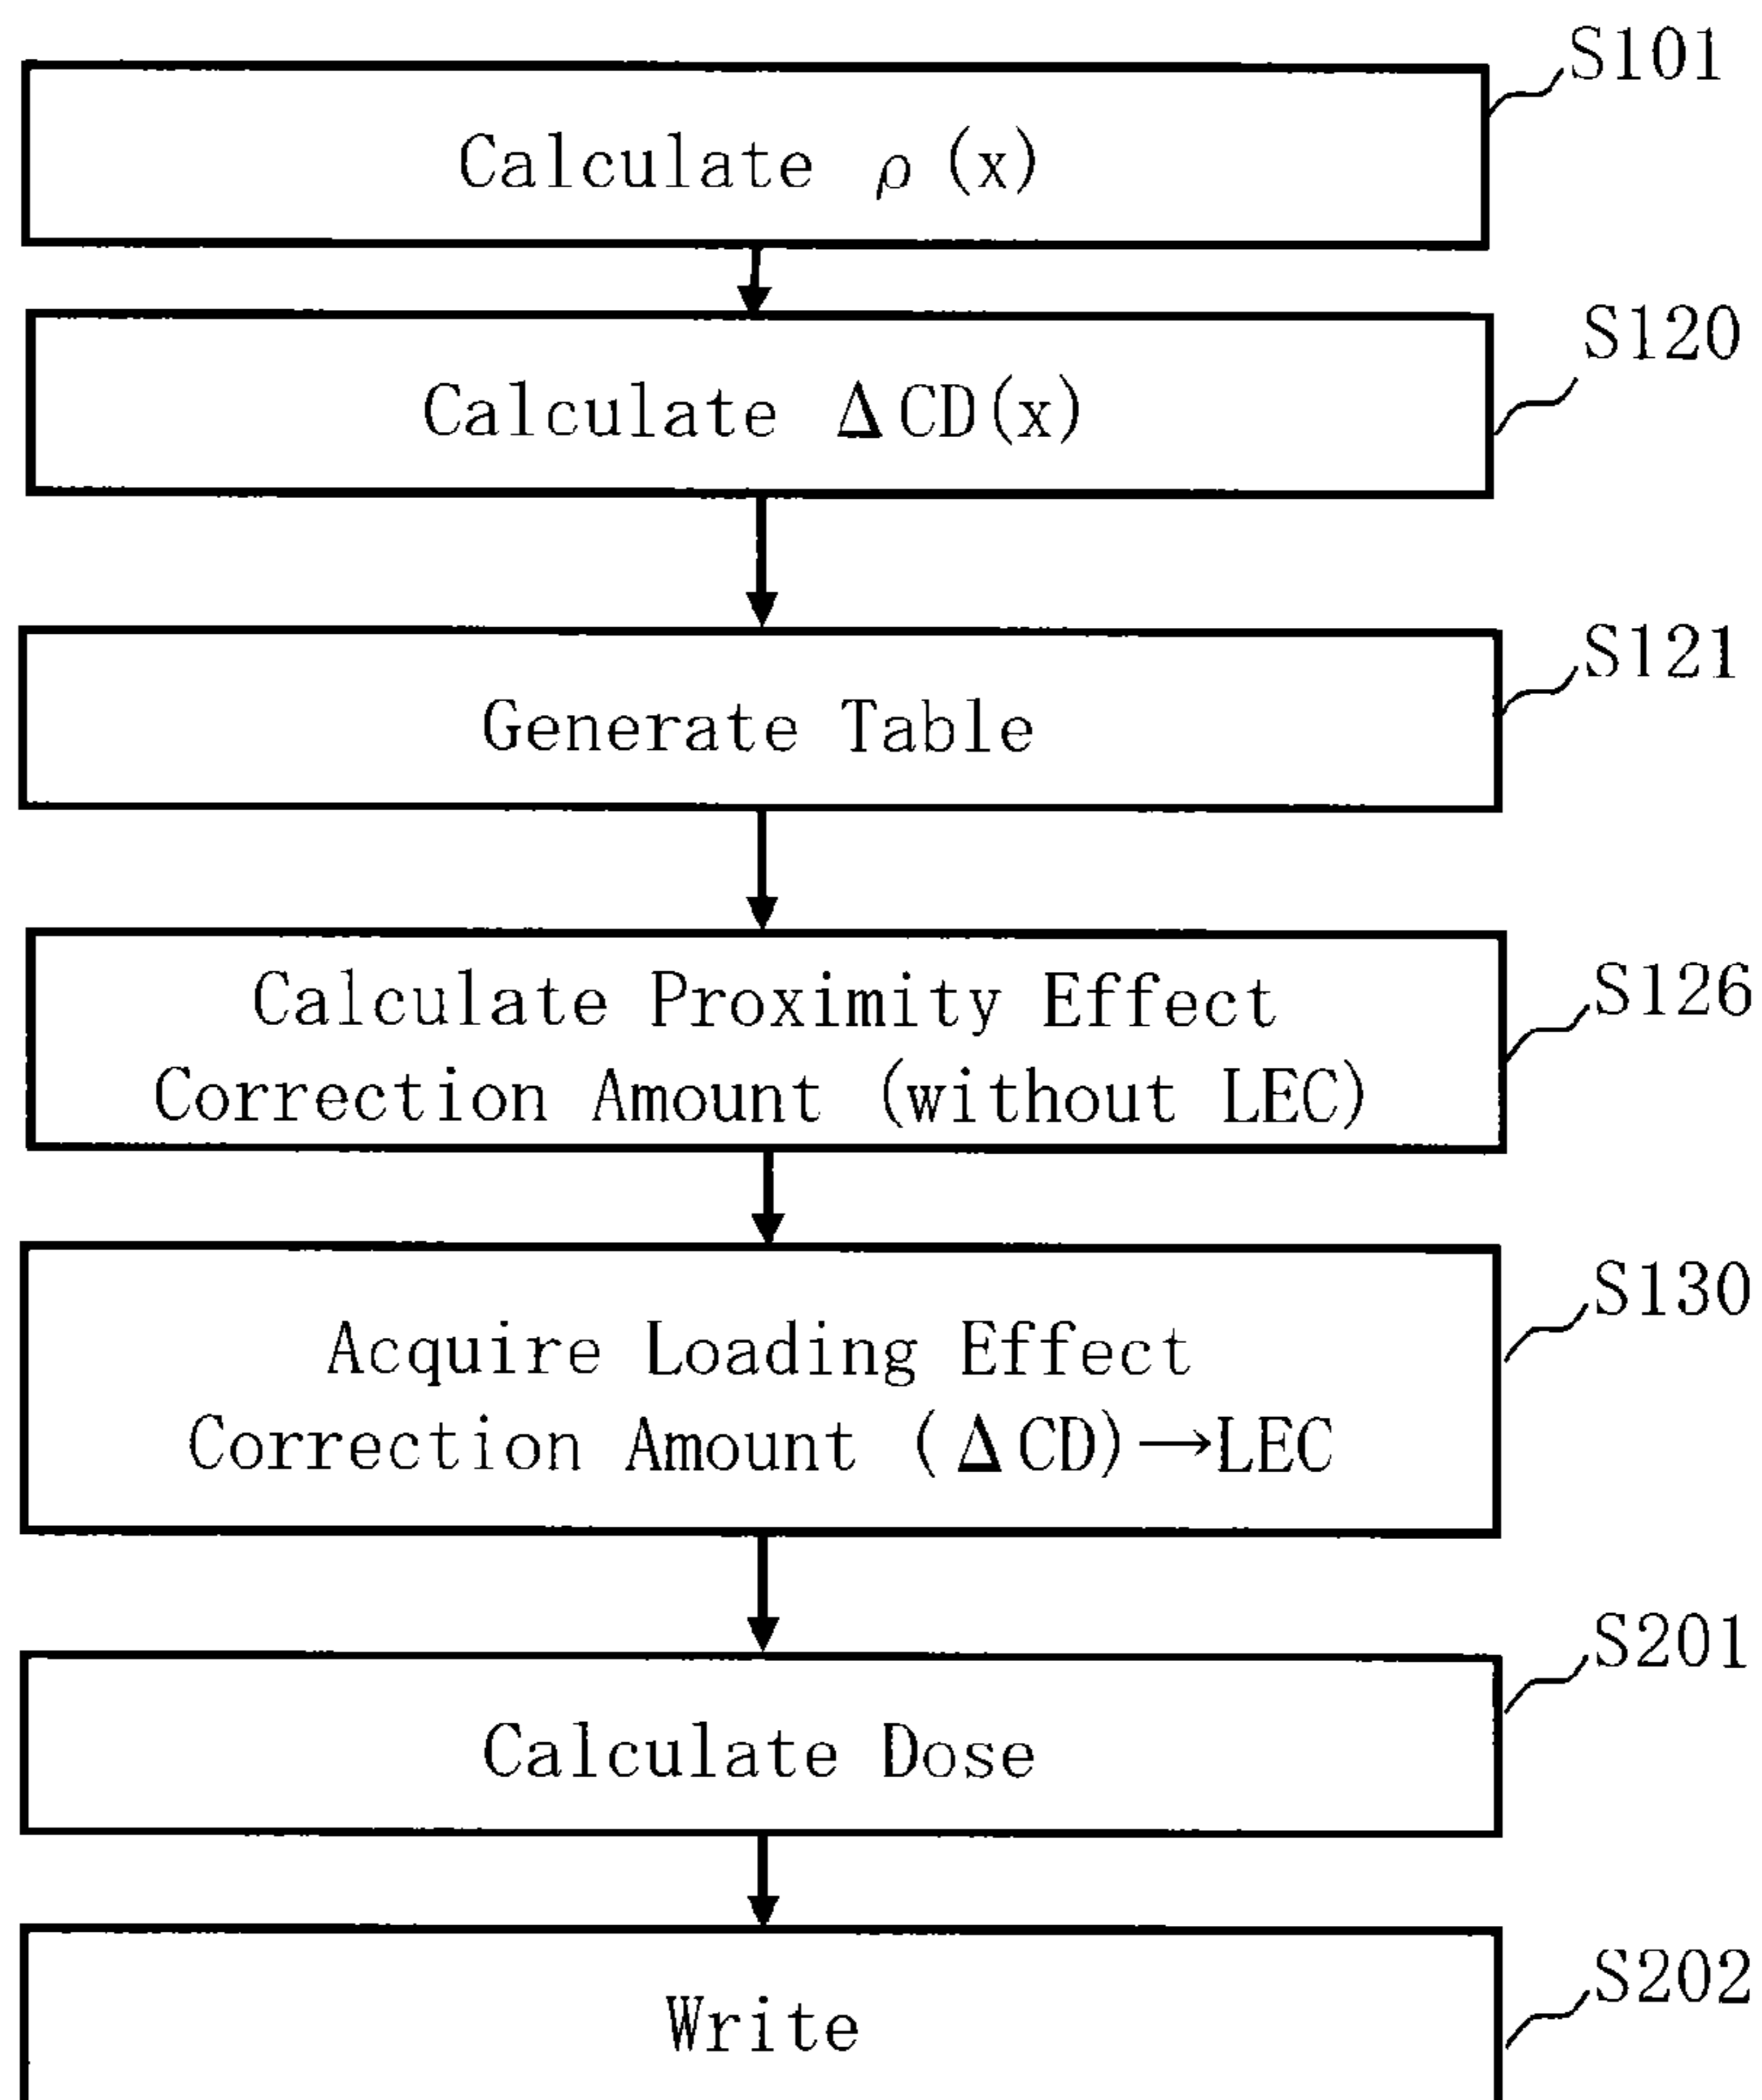 S101
Calculate ρ(x)
S120
Calculate ΔCD(x)
S121
Generate Table
S126
Calculate Proximity Effect
Correction Amount (without LEC)
S130
Acquire Loading Effect
Correction Amount (ΔCD)→LEC
S201
Calculate Dose
S202
Write